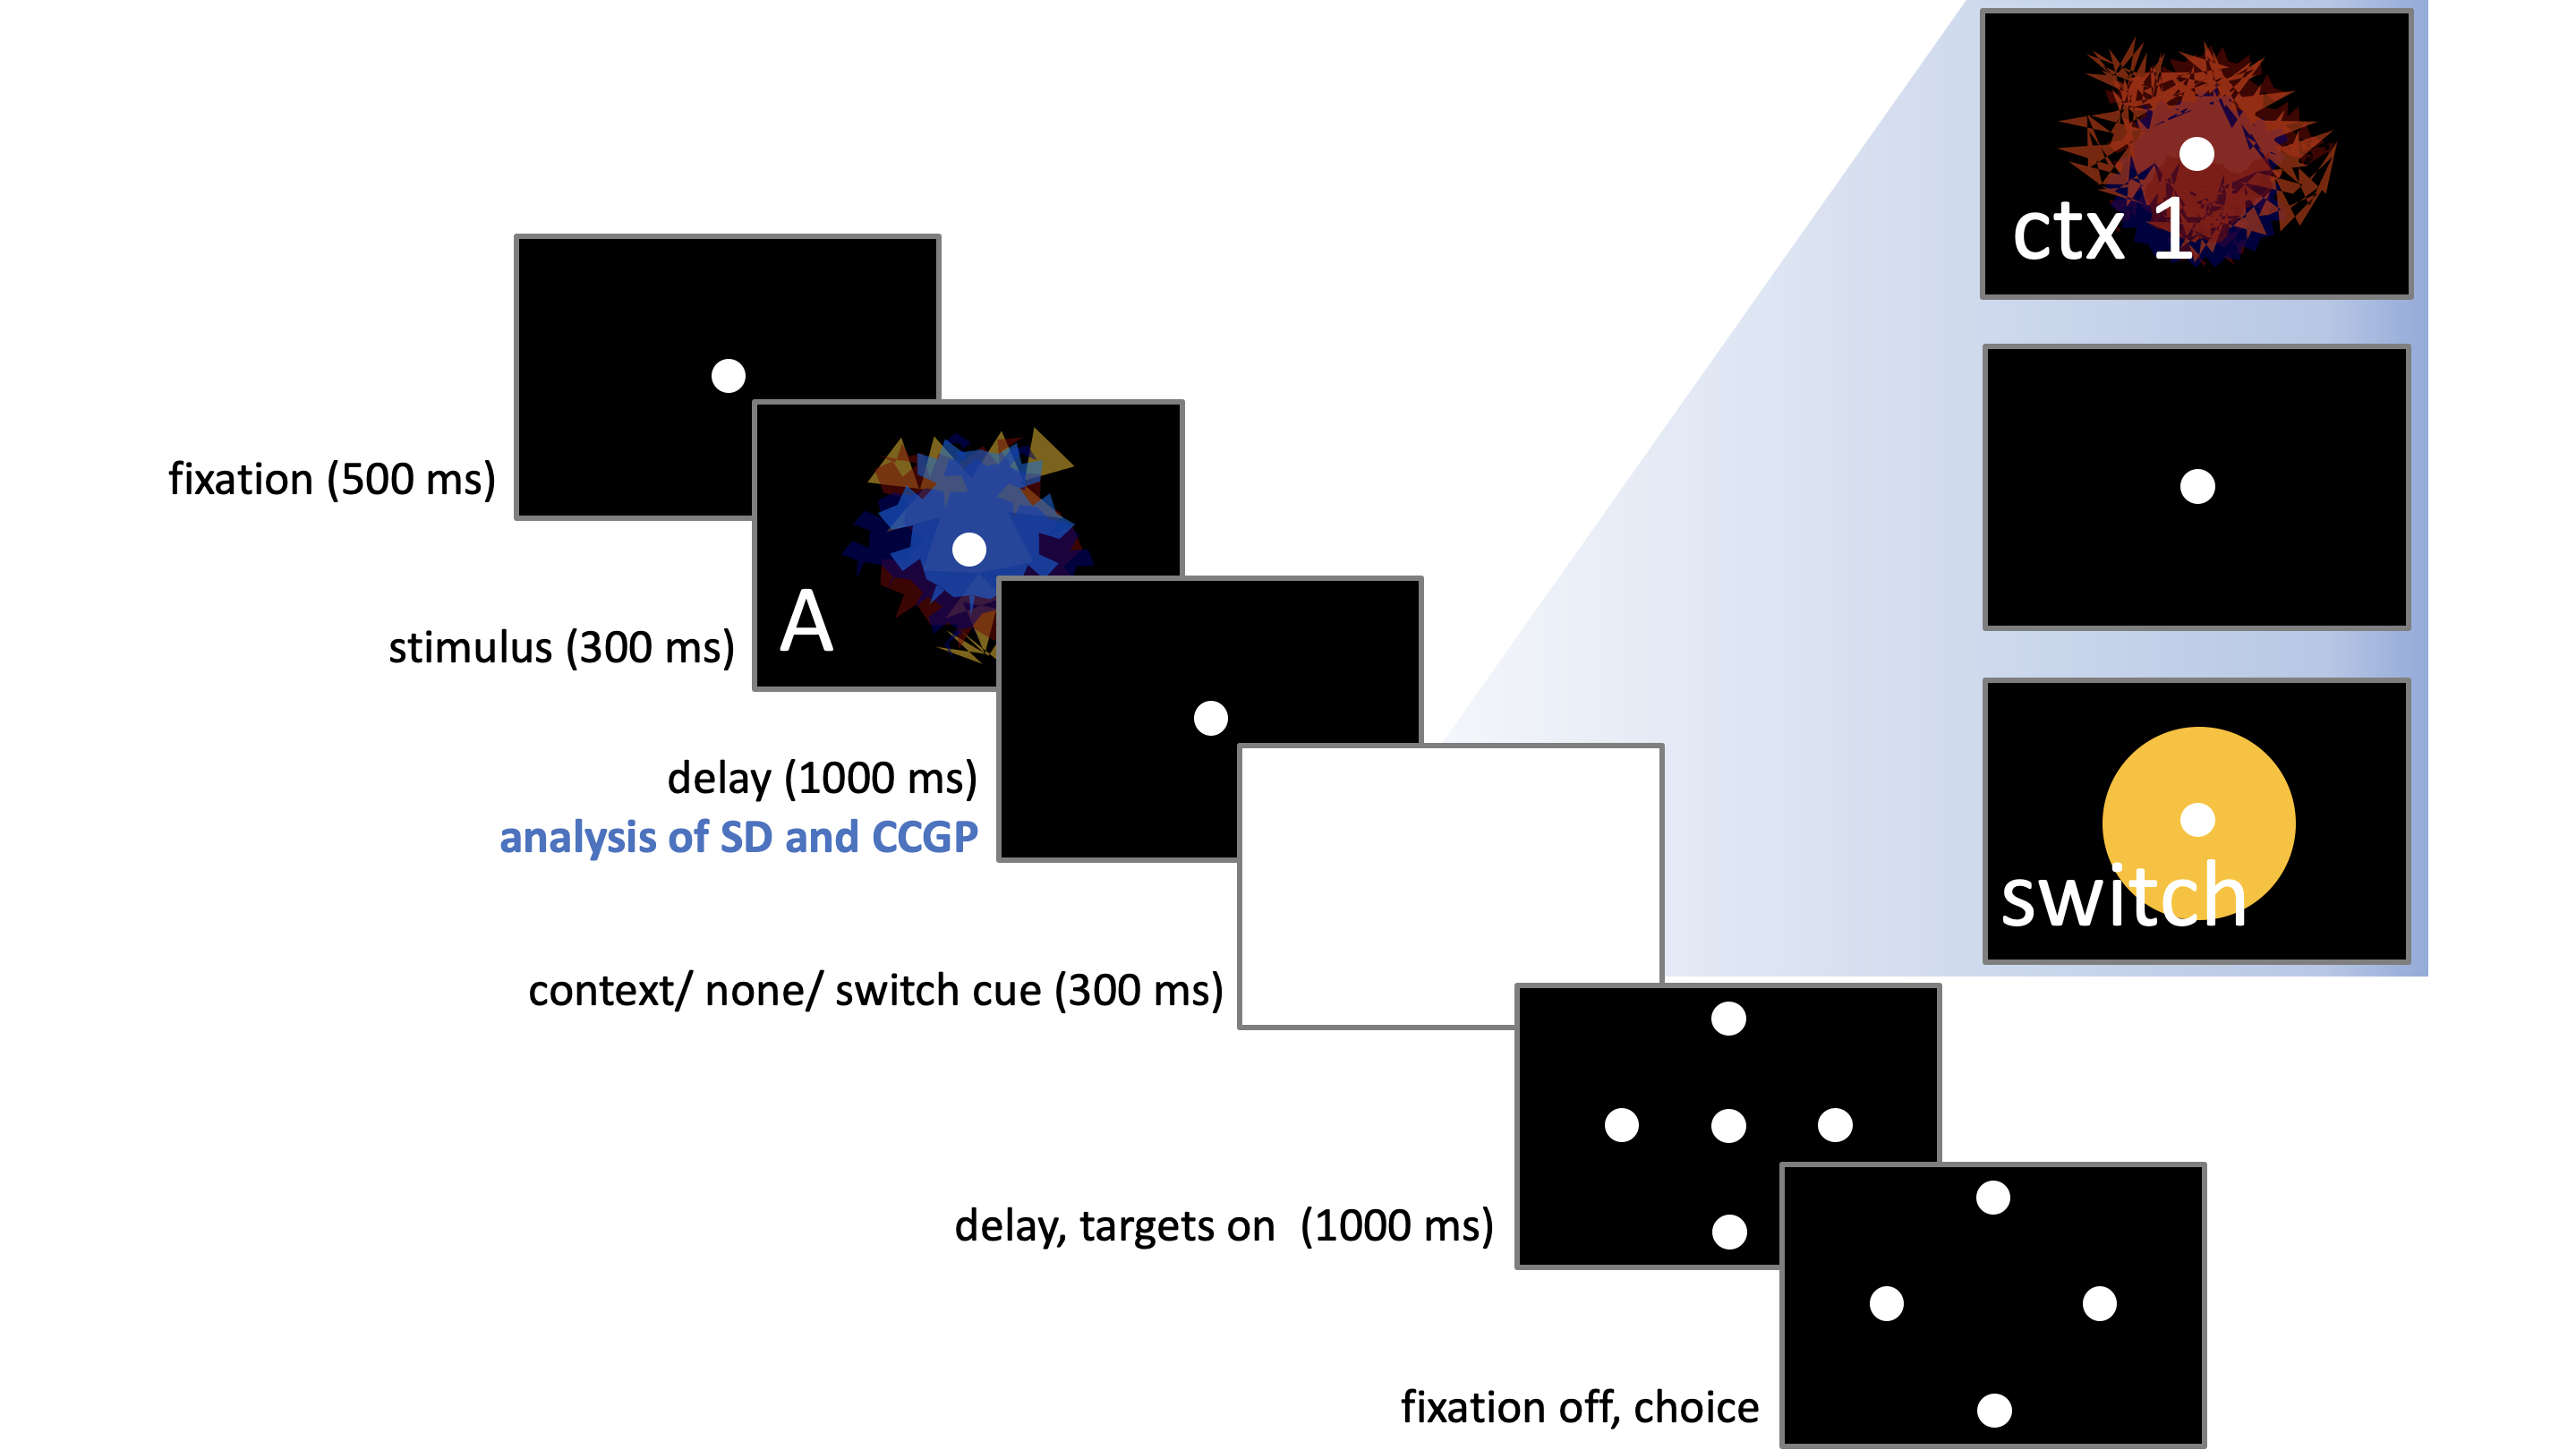 ctx 1
fixation (500 ms)
A
stimulus (300 ms)
delay (1000 ms)
analysis of SD and CCGP
switch
context/ none/ switch cue (300 ms)
delay, targets on  (1000 ms)
fixation off, choice